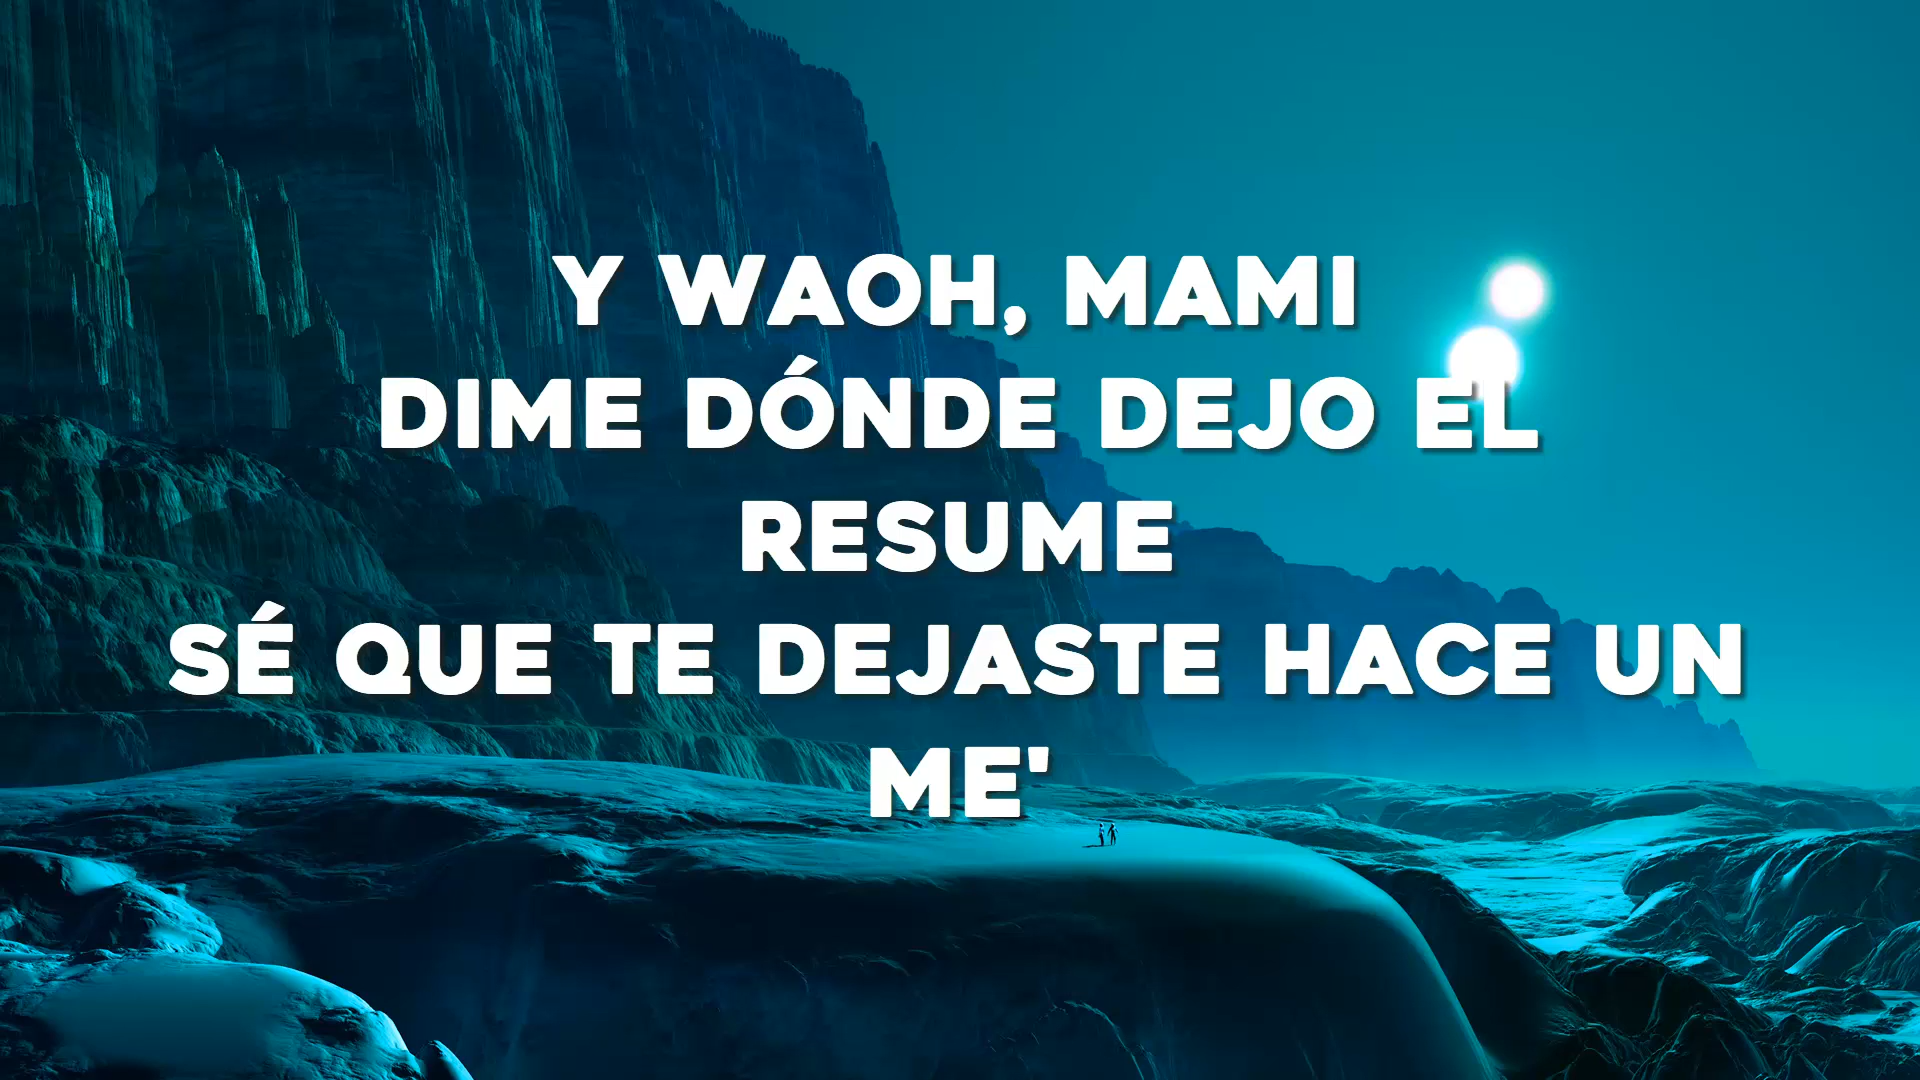 Y WAOH, MAMI
DIME DÓNDE DEJO EL
RESUME
SÉ QUE TE DEJASTE HACE UN
ME'